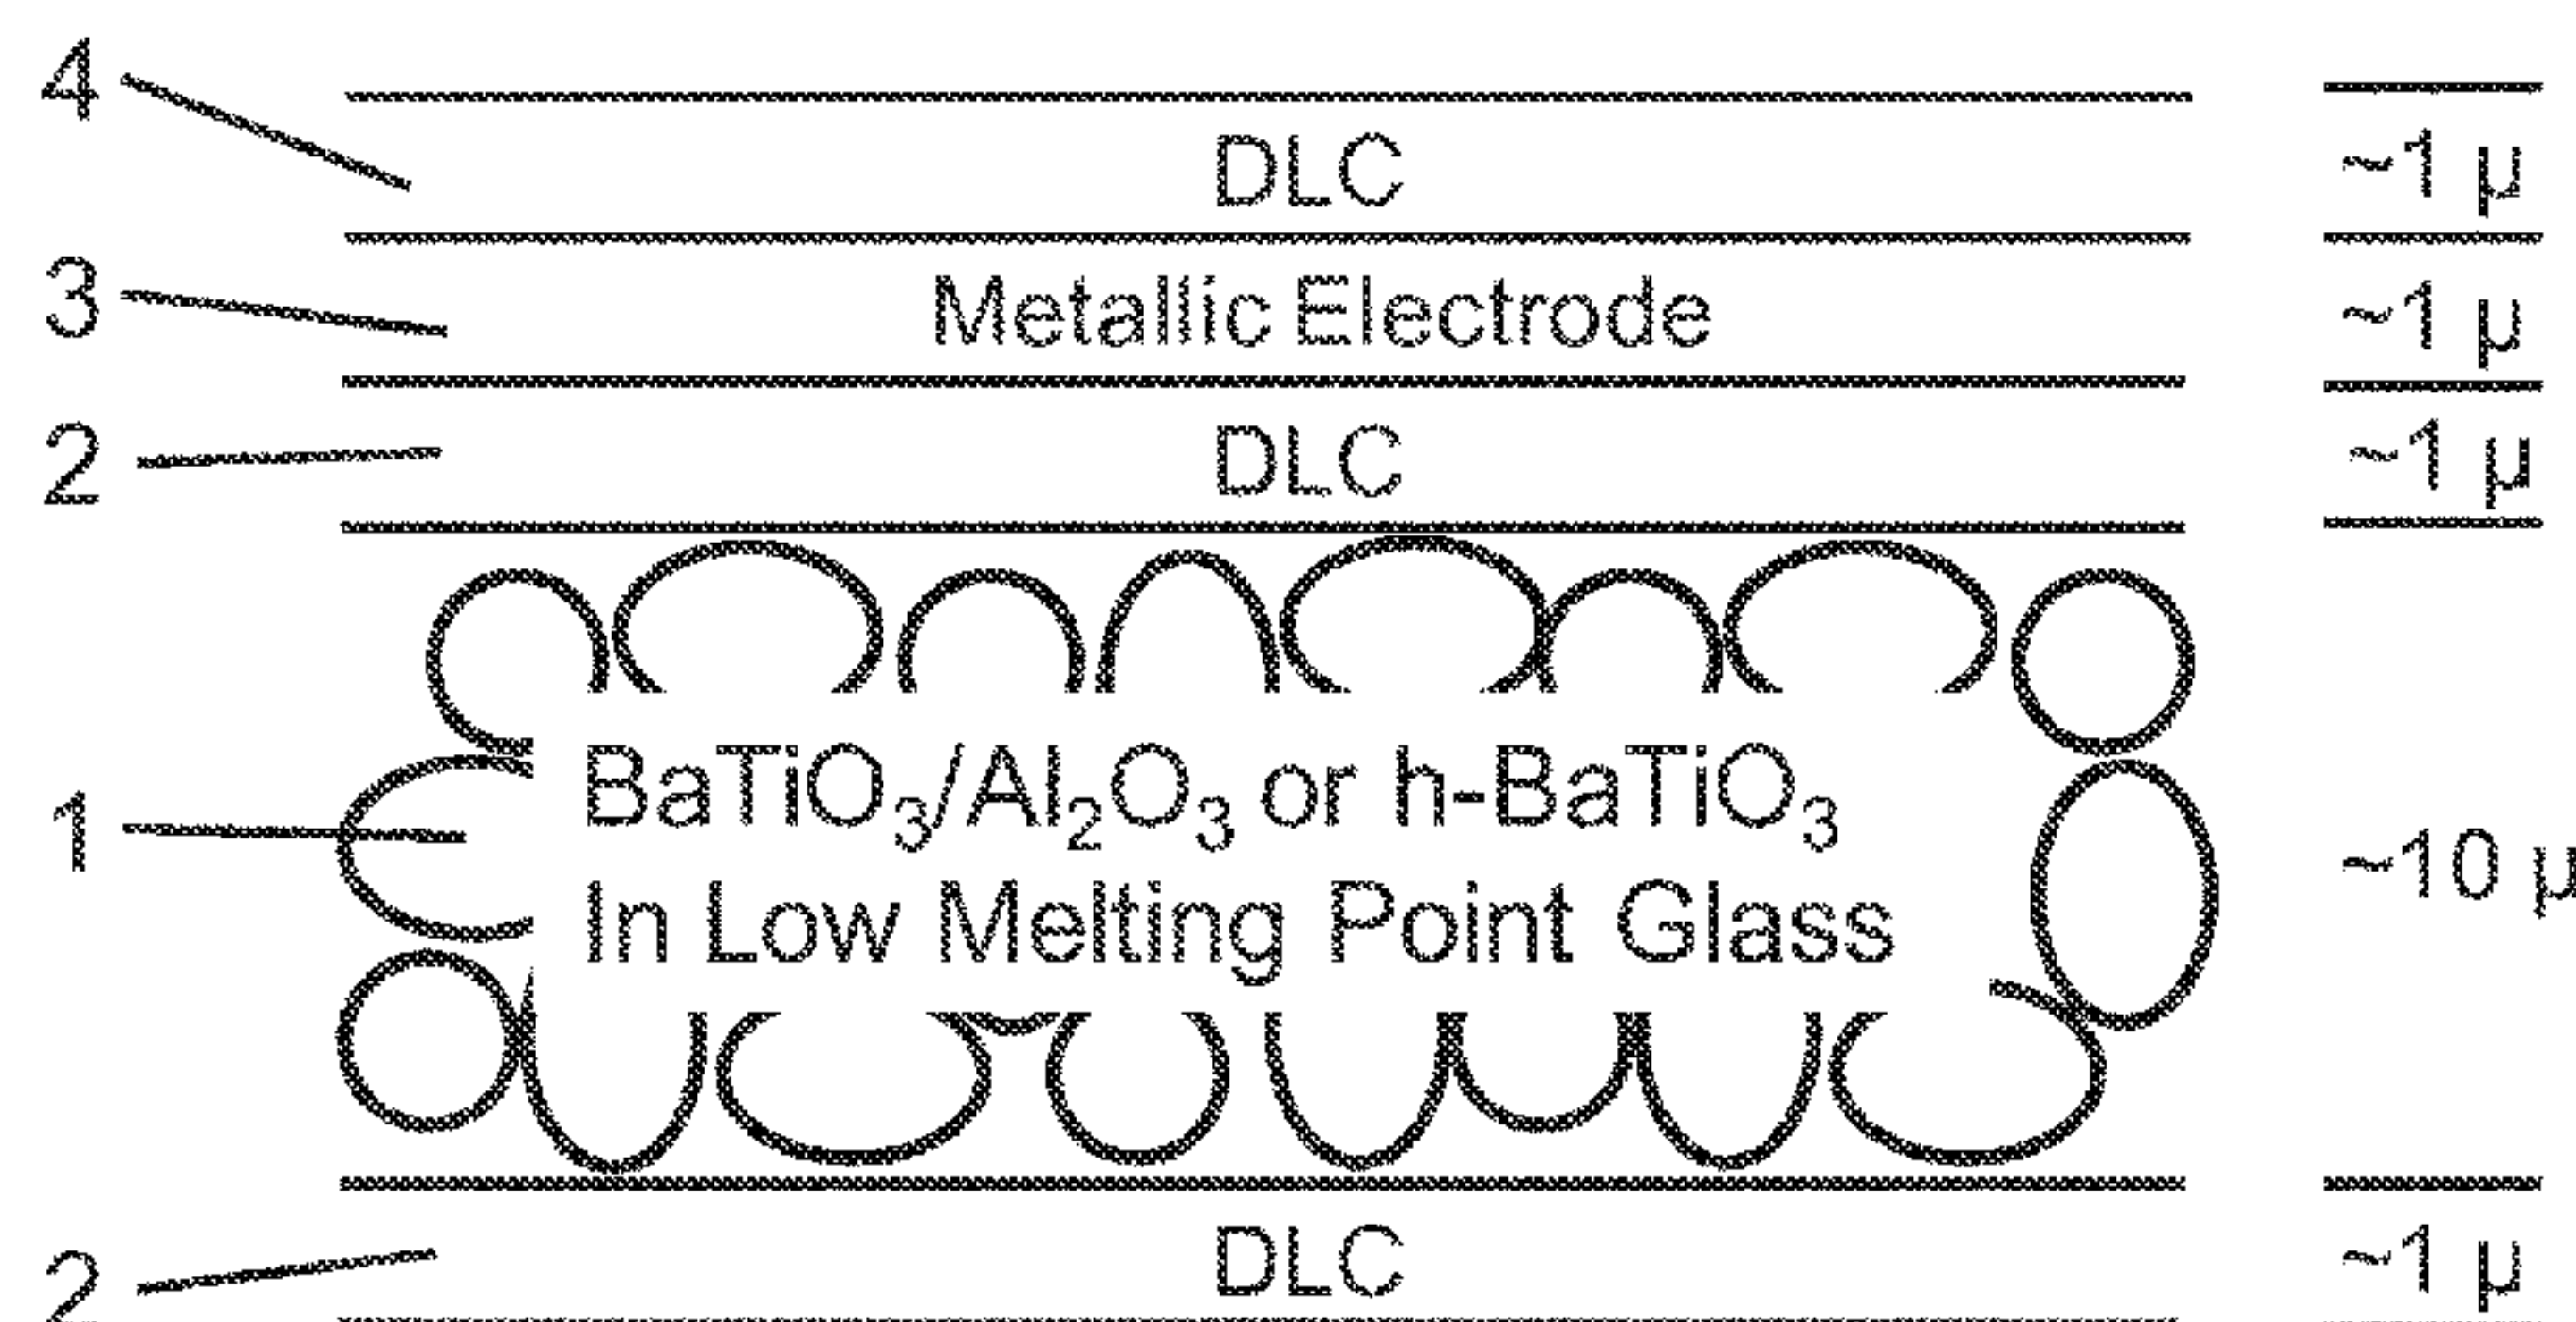 4 DLC ~1 µ
3 Metallic Electrode ~1 µ
2 DLC ~1 µ
1 BaTiO₃/Al₂O₃ or h-BaTiO₃ ~10 µ
In Low Melting Point Glass
2 DLC ~1 µ